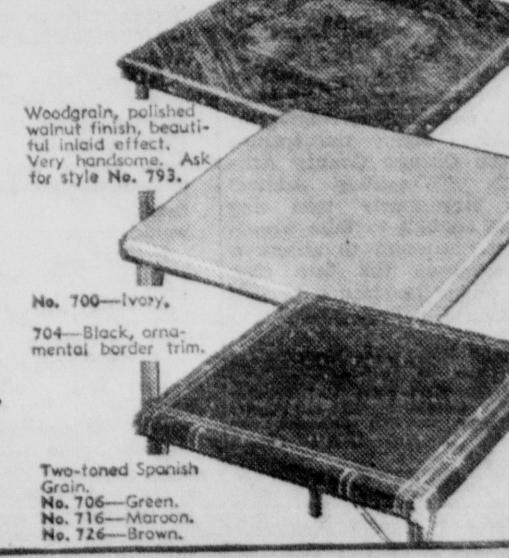 Woodgrain, polished
walnut finish, beauti-
ful inlaid effect.
Very handsome. Ask
for style No. 793.
No. 700—Ivory.
704—Black, orna-
mental border trim.
Two-toned Spanish
Grain.
No. 706—Green.
No. 716—Maroon.
No. 726—Brown.